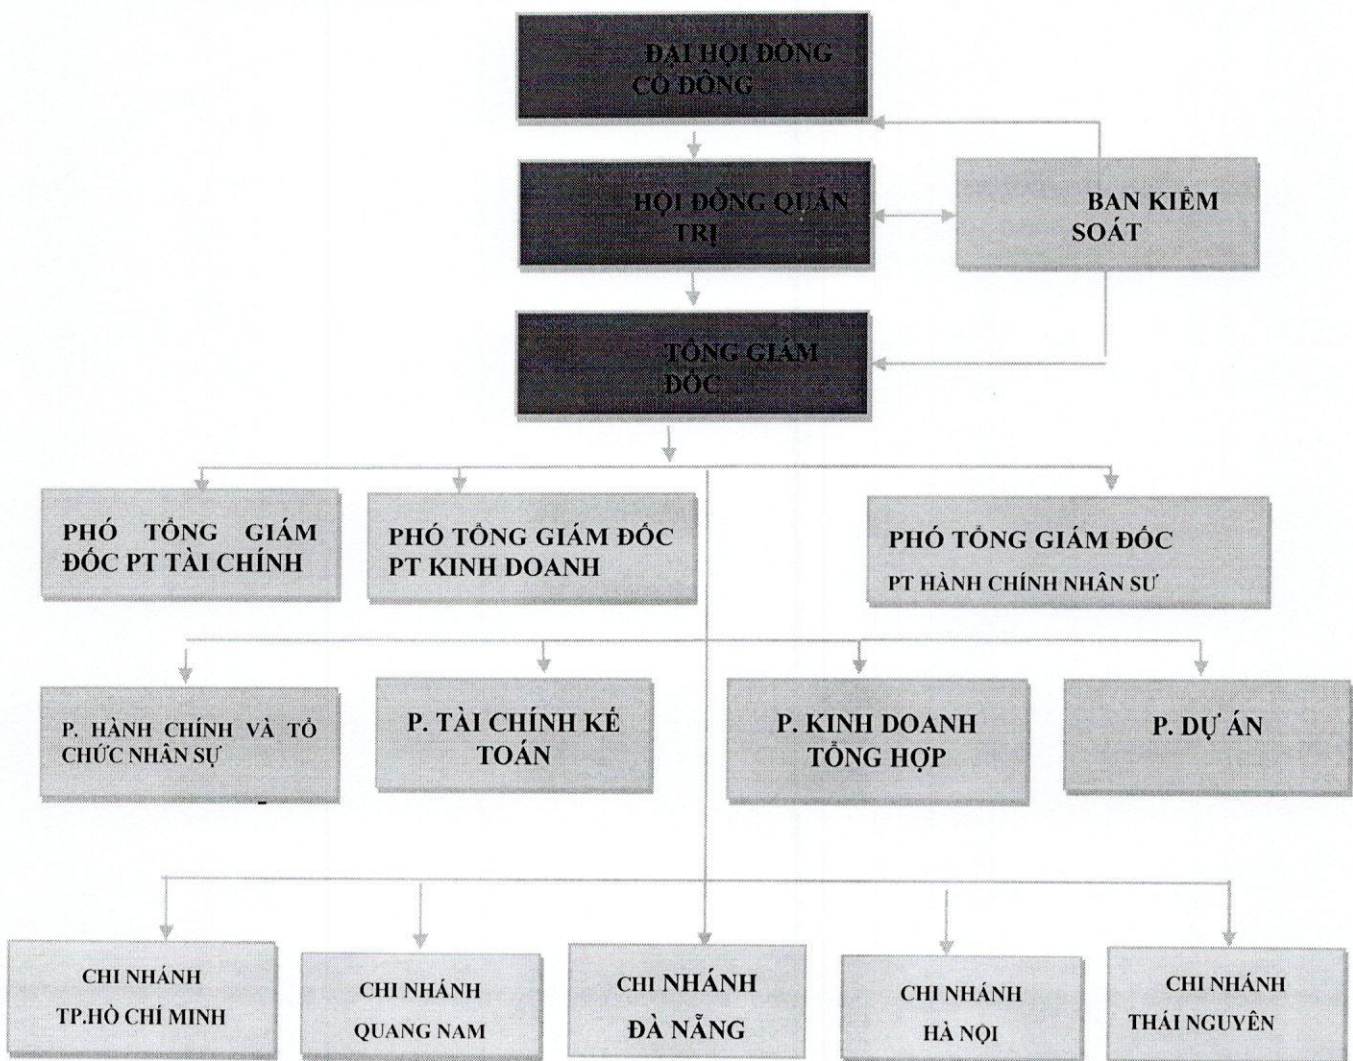 ĐẠI HỘI ĐỒNG
CỔ ĐÔNG
HỘI ĐỒNG QUẢN
TRỊ
BAN KIỂM
SOÁT
TỔNG GIÁM
ĐỐC
PHÓ TỔNG GIÁM
ĐỐC PT TÀI CHÍNH
PHÓ TỔNG GIÁM ĐỐC
PT KINH DOANH
PHÓ TỔNG GIÁM ĐỐC
PT HÀNH CHÍNH NHÂN SƯ
P. HÀNH CHÍNH VÀ TỔ
CHỨC NHÂN SỰ
P. TÀI CHÍNH KẾ
TOÁN
P. KINH DOANH
TỔNG HỢP
P. DỰ ÁN
CHI NHÁNH
TP.HỒ CHÍ MINH
CHI NHÁNH
QUANG NAM
CHI NHÁNH
ĐÀ NẴNG
CHI NHÁNH
HÀ NỘI
CHI NHÁNH
THÁI NGUYÊN